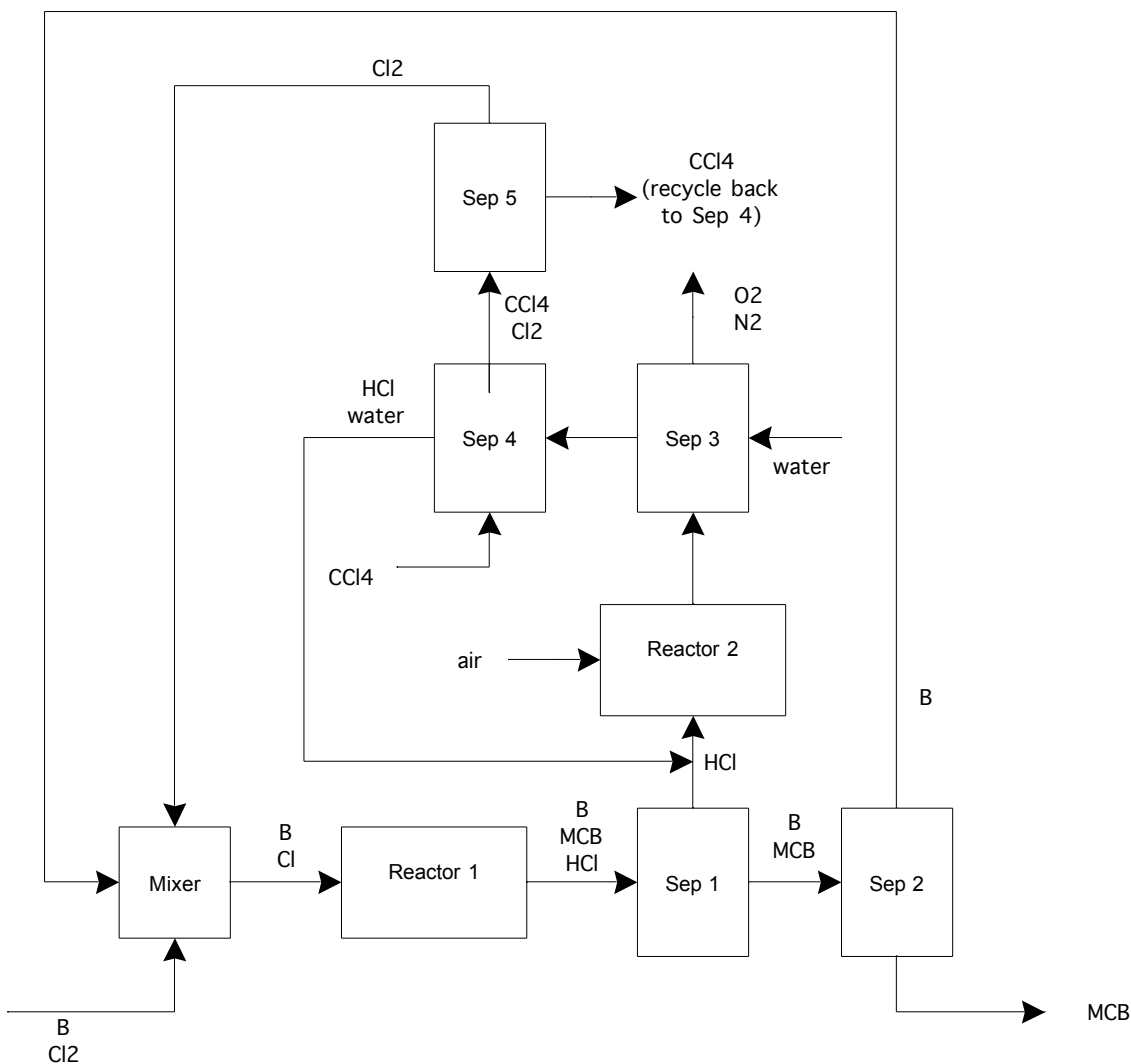 Cl2
Sep 5
CCl4
(recycle back
to Sep 4)
CCl4
Cl2
O2
N2
HCl
water
Sep 4
Sep 3
water
CCl4
air
Reactor 2
B
HCl
Mixer
B
Cl
Reactor 1
B
MCB
HCl
Sep 1
B
MCB
Sep 2
B
Cl2
MCB